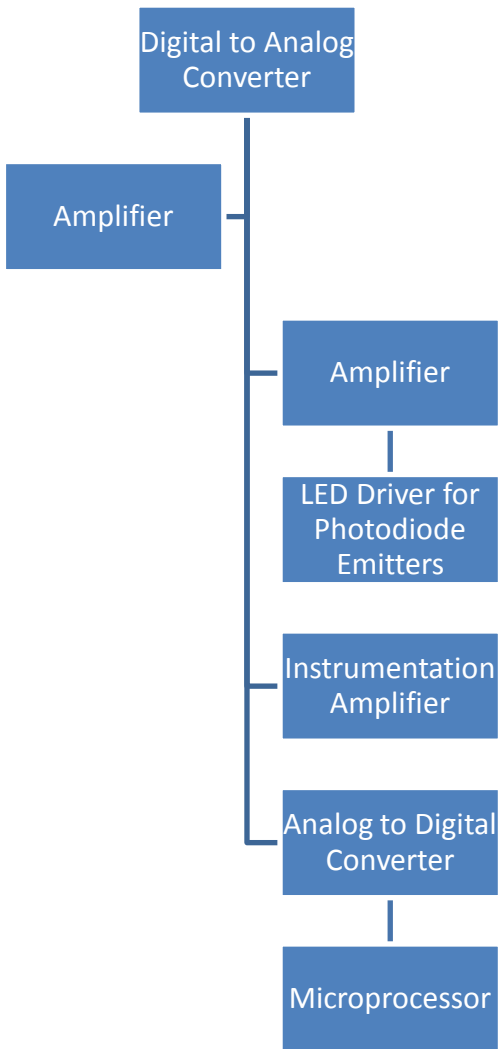 Digital to Analog
Converter
Amplifier
Amplifier
LED Driver for
Photodiode
Emitters
Instrumentation
Amplifier
Analog to Digital
Converter
Microprocessor